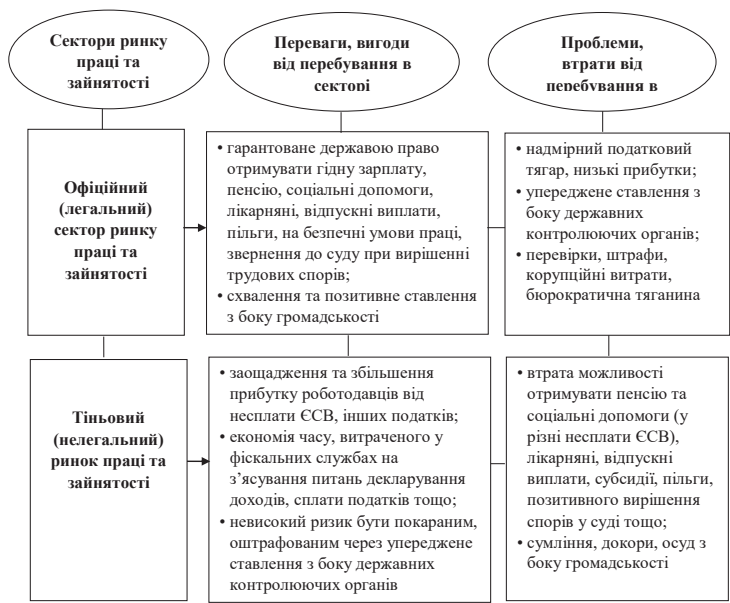 Сектори ринку
праці та
зайнятості
Переваги, вигоди
від перебування в
секторі
Проблеми,
втрати від
перебування в
Офіційний
(легальний)
сектор ринку
праці та
зайнятості
• гарантоване державою право
отримувати гідну зарплату,
пенсію, соціальні допомоги,
лікарняні, відпускні виплати,
пільги, на безпечні умови праці,
звернення до суду при вирішенні
трудових спорів;
• схвалення та позитивне ставлення
з боку громадськості
• надмірний податковий
тягар, низькі прибутки;
• упереджене ставлення з
боку державних
контролюючих органів;
• перевірки, штрафи,
корупційні витрати,
бюрократична тяганина
Тіньовий
(нелегальний)
ринок праці та
зайнятості
• заощадження та збільшення
прибутку роботодавців від
несплати ЄСВ, інших податків;
• економія часу, витраченого у
фіскальних службах на
з’ясування питань декларування
доходів, сплати податків тощо;
• невисокий ризик бути покараним,
оштрафованим через упереджене
ставлення з боку державних
контролюючих органів
• втрата можливості
отримувати пенсію та
соціальні допомоги (у
різні несплати ЄСВ),
лікарняні, відпускні
виплати, субсидії, пільги,
позитивного вирішення
спорів у суді тощо;
• сумління, докори, осуд з
боку громадськості